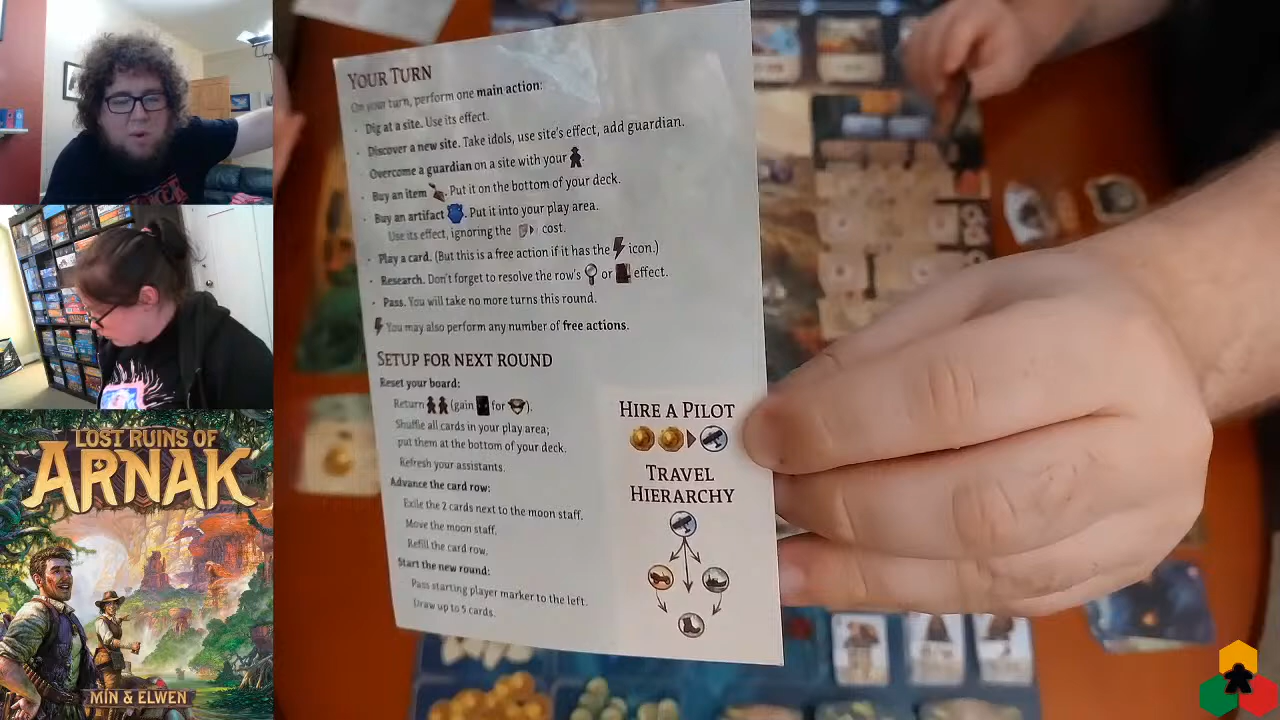 YOUR TURN
On your turn, perform one main action:
· Dig at a site. Use its effect.
· Discover a new site. Take idols, use site's effect, add guardian.
· Overcome a guardian on a site with your .
· Buy an item . Put it on the bottom of your deck.
· Buy an artifact . Put it into your play area.
Use its effect, ignoring the cost.
· Play a card. (But this is a free action if it has the icon.)
· Research. Don't forget to resolve the row's or effect.
· Pass. You will take no more turns this round.
You may also perform any number of free actions.
SETUP FOR NEXT ROUND
Reset your board:
Return (gain for ).
Shuffle all cards in your play area;
put them at the bottom of your deck.
Refresh your assistants.
Advance the card row:
Exile the 2 cards next to the moon staff.
Move the moon staff.
Refill the card row.
Start the new round:
Pass starting player marker to the left.
Draw up to 5 cards.
HIRE A PILOT
TRAVEL
HIERARCHY
LOST RUINS OF
ARNAK
MIN & ELWEN